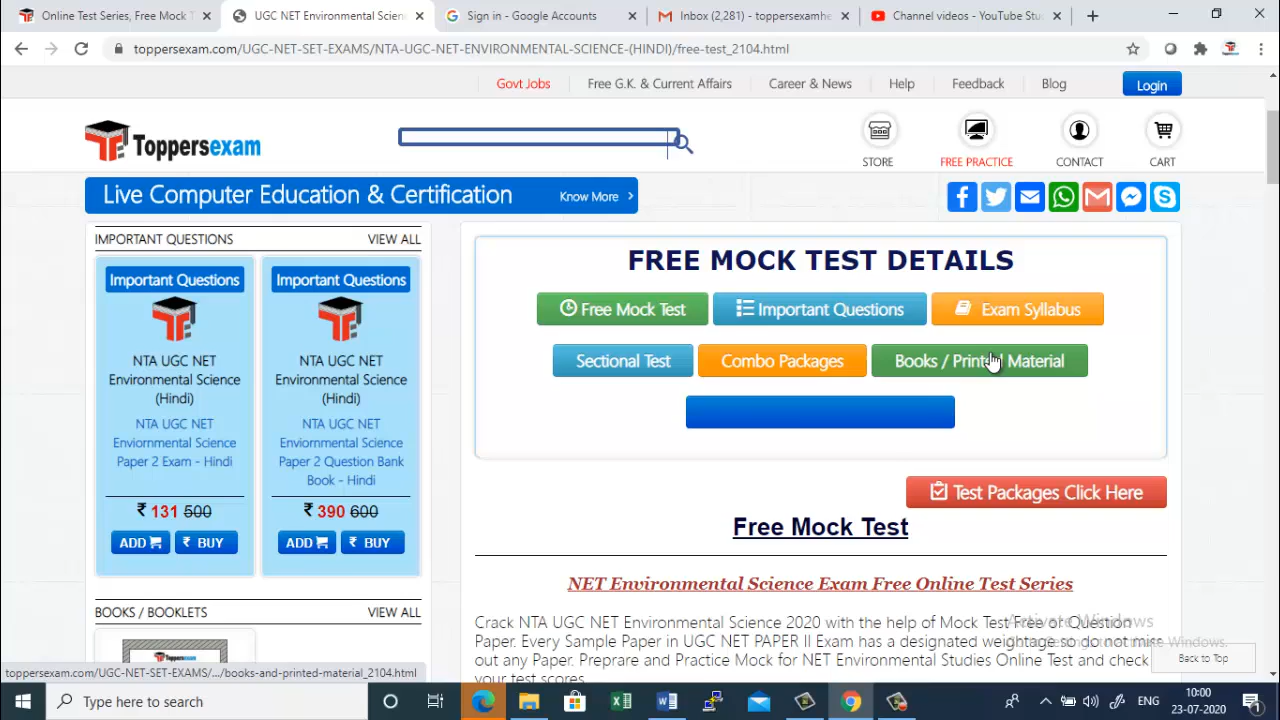 Online Test Series, Free Mock T
UGC NET Environmental Scien
Sign in - Google Accounts
Inbox (2,281) - toppersexamhe
Channel videos - YouTube Stu
toppersexam.com/UGC-NET-SET-EXAMS/NTA-UGC-NET-ENVIRONMENTAL-SCIENCE-(HINDI)/free-test_2104.html
Govt Jobs
Free G.K. & Current Affairs
Career & News
Help
Feedback
Blog
Login
Toppersexam
STORE
FREE PRACTICE
CONTACT
CART
Live Computer Education & Certification
Know More
IMPORTANT QUESTIONS
VIEW ALL
Important Questions
NTA UGC NET
Environmental Science
(Hindi)
NTA UGC NET
Enviornmental Science
Paper 2 Exam - Hindi
₹ 131 500
ADD
₹ BUY
Important Questions
NTA UGC NET
Environmental Science
(Hindi)
NTA UGC NET
Enviornmental Science
Paper 2 Question Bank
Book - Hindi
₹ 390 600
ADD
₹ BUY
BOOKS / BOOKLETS
VIEW ALL
Toppersexam
FREE MOCK TEST DETAILS
Free Mock Test
Important Questions
Exam Syllabus
Sectional Test
Combo Packages
Books / Printed Material
Test Packages Click Here
Free Mock Test
NET Environmental Science Exam Free Online Test Series
Crack NTA UGC NET Environmental Science 2020 with the help of Mock Test Free or Question
Paper. Every Sample Paper in UGC NET PAPER II Exam has a designated weightage so do not miss
out any Paper. Preprare and Practice Mock for NET Environmental Studies Online Test and check
your test scores.
Activate Windows
Windows.
Back to Top
toppersexam.com/UGC-NET-SET-EXAMS/.../books-and-printed-material_2104.html
Type here to search
ENG
10:00
23-07-2020